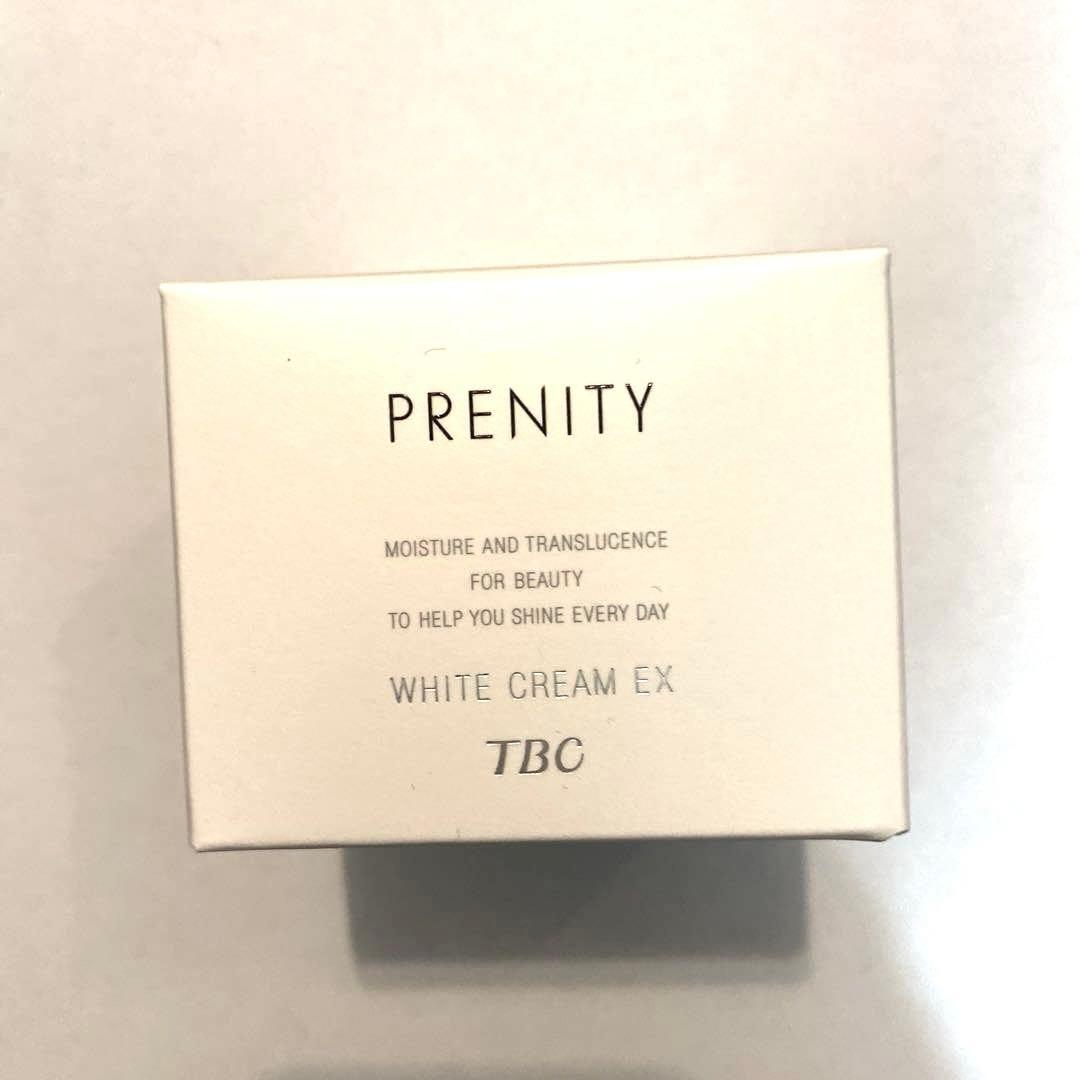 PRENITY
MOISTURE AND TRANSLUCENCE
FOR BEAUTY
TO HELP YOU SHINE EVERY DAY
WHITE CREAM EX
TBC